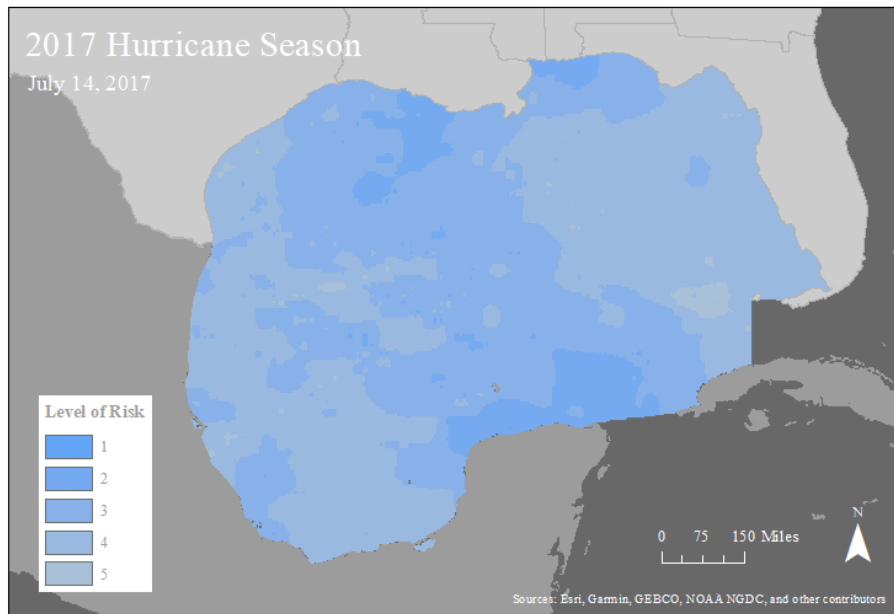 2017 Hurricane Season
July 14, 2017
Level of Risk
1
2
3
4
5
N
0 75 150 Miles
Sources: Esri, Garmin, GEBCO, NOAA NGDC, and other contributors